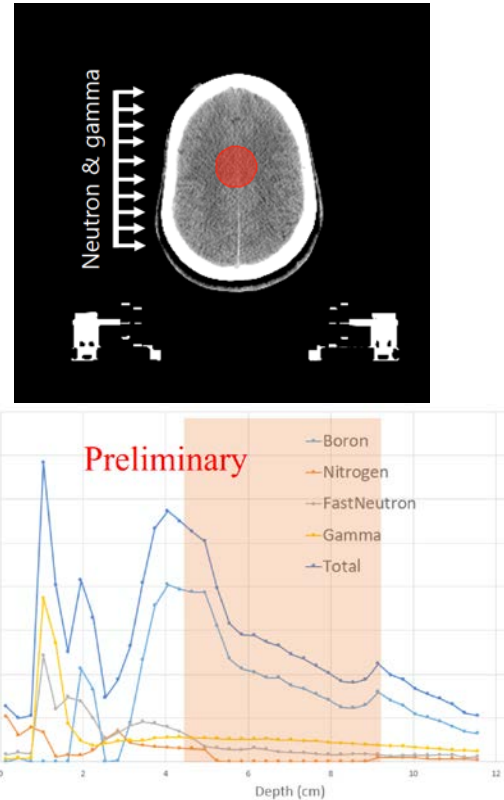 Neutron & gamma
Preliminary
Boron
Nitrogen
FastNeutron
Gamma
Total
0 2 4 6 8 10 12
Depth (cm)